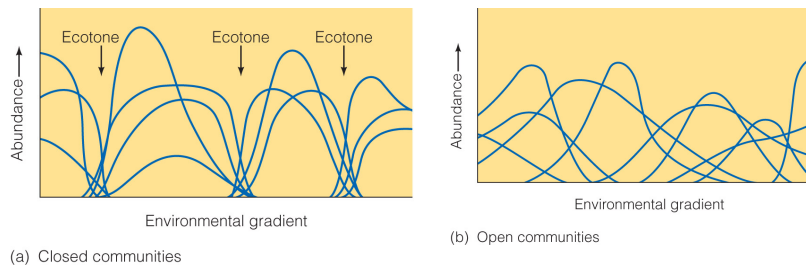 Ecotone Ecotone Ecotone
Abundance
Environmental gradient
(a) Closed communities
Abundance
Environmental gradient
(b) Open communities